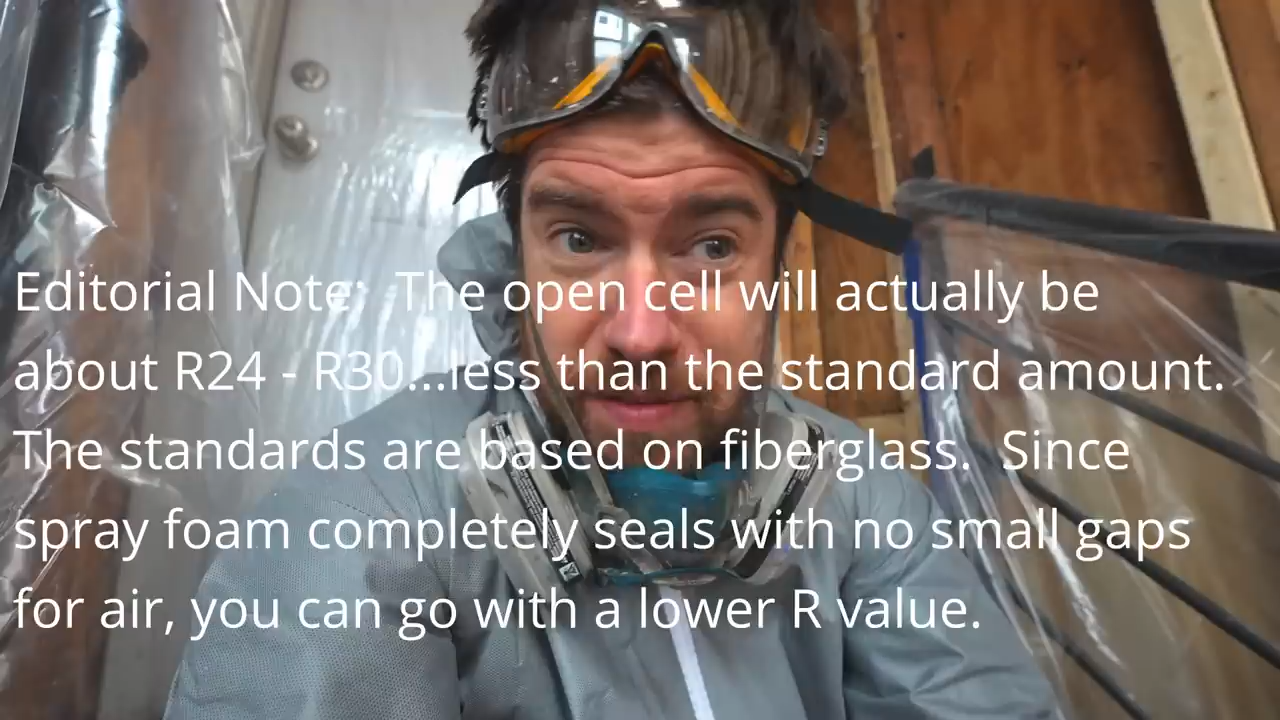 Editorial Note:  The open cell will actually be
about R24 - R30...less than the standard amount.
The standards are based on fiberglass.  Since
spray foam completely seals with no small gaps
for air, you can go with a lower R value.